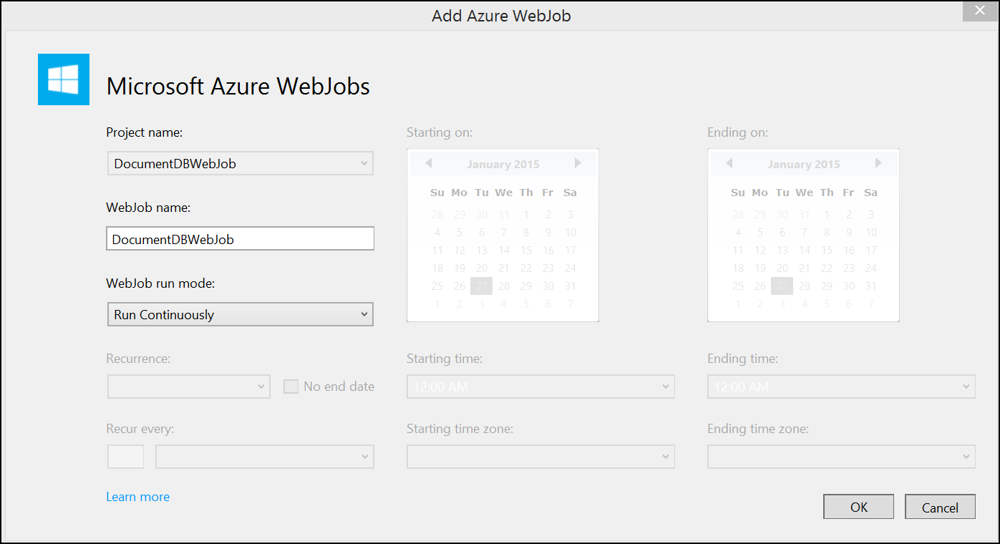 Add Azure WebJob
Microsoft Azure WebJobs
Project name:
DocumentDBWebJob
WebJob name:
DocumentDBWebJob
WebJob run mode:
Run Continuously
Recurrence:
No end date
Recur every:
Learn more
Starting on:
January 2015
Su Mo Tu We Th Fr Sa
28 29 30 31 1 2 3
4 5 6 7 8 9 10
11 12 13 14 15 16 17
18 19 20 21 22 23 24
25 26 27 28 29 30 31
1 2 3 4 5 6 7
Starting time:
12:00 AM
Starting time zone:
Ending on:
January 2015
Su Mo Tu We Th Fr Sa
28 29 30 31 1 2 3
4 5 6 7 8 9 10
11 12 13 14 15 16 17
18 19 20 21 22 23 24
25 26 27 28 29 30 31
1 2 3 4 5 6 7
Ending time:
12:00 AM
Ending time zone:
OK
Cancel